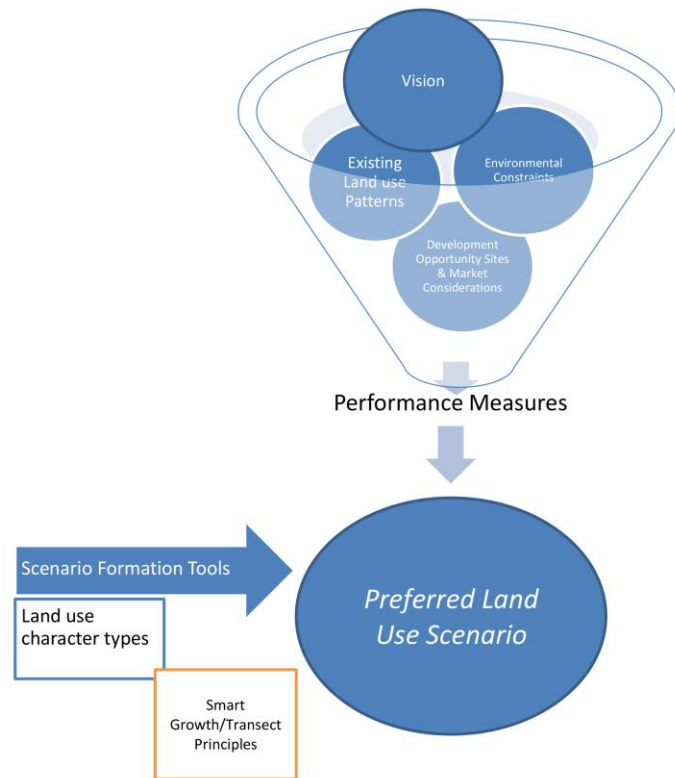 Vision
Existing
Land use
Patterns
Environmental
Constraints
Development
Opportunity Sites
& Market
Considerations
Performance Measures
Scenario Formation Tools
Land use
character types
Smart
Growth/Transect
Principles
Preferred Land
Use Scenario